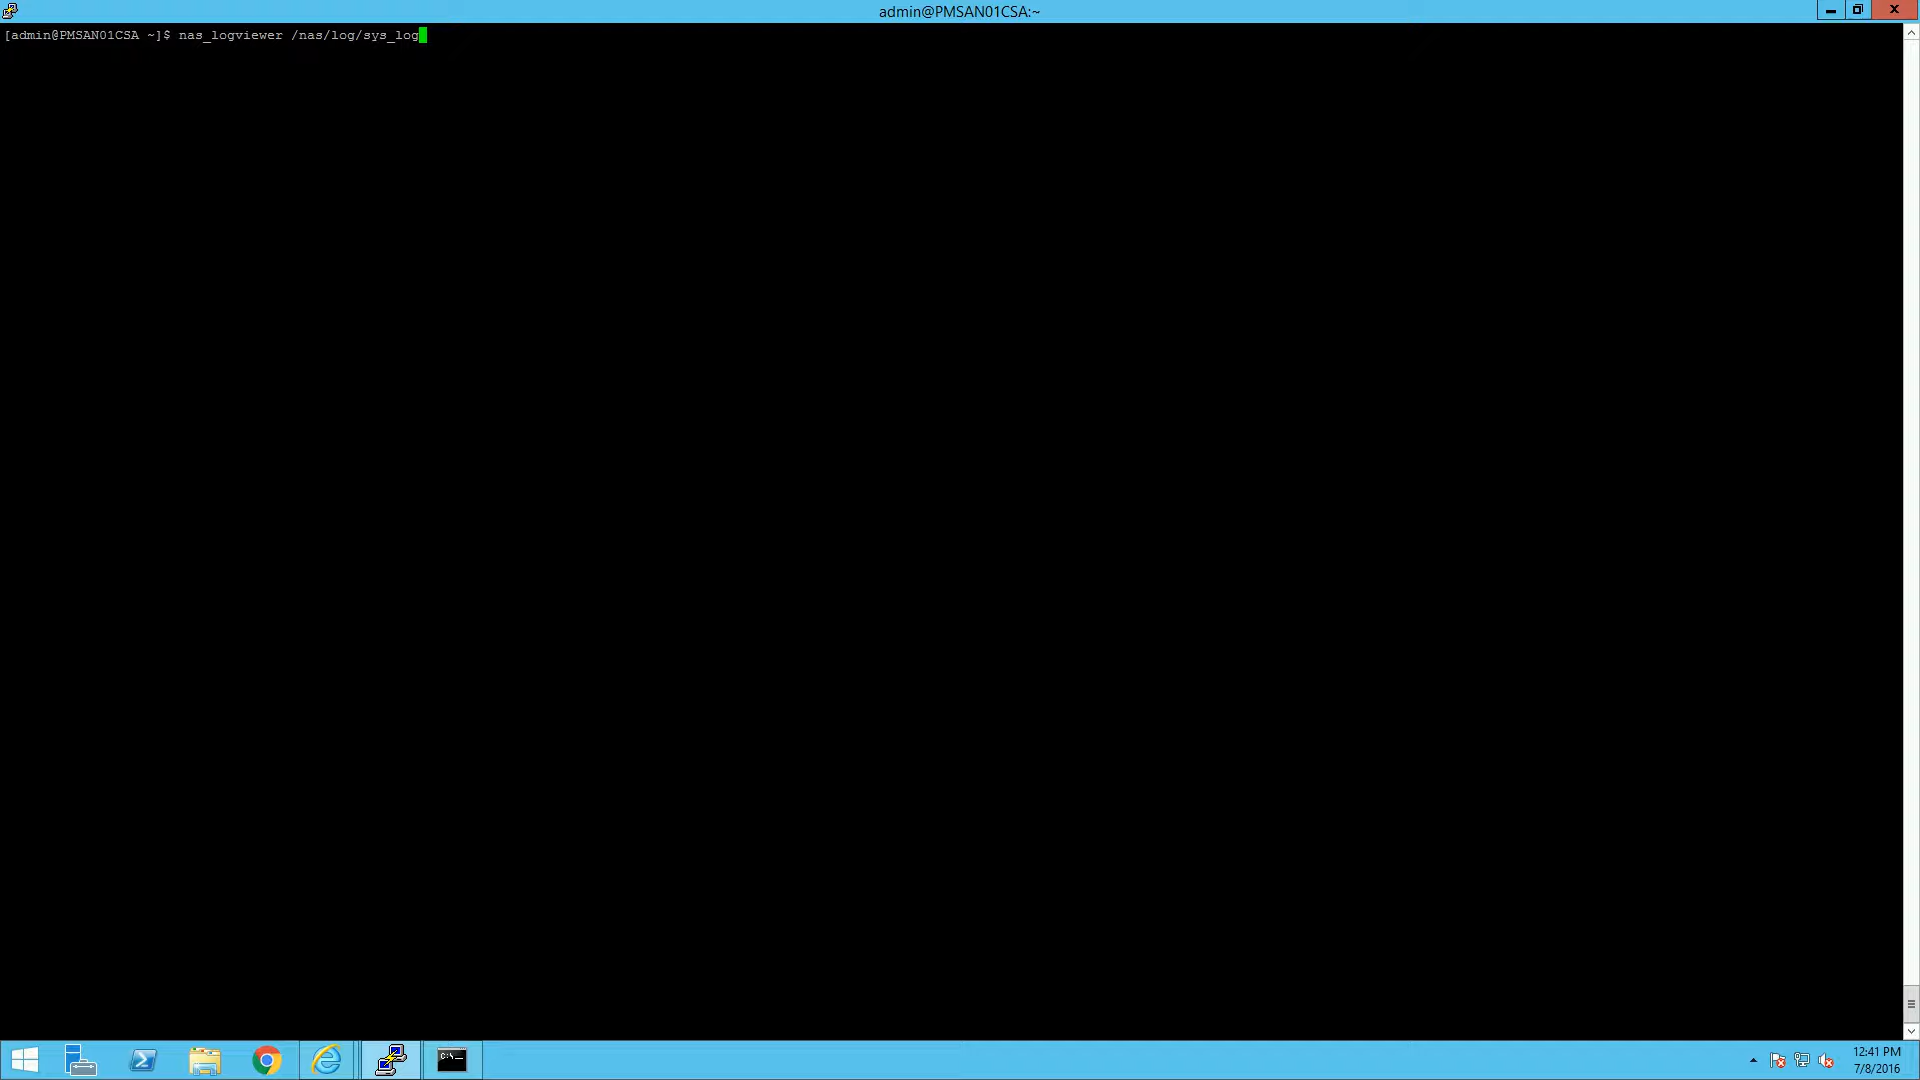 admin@PMSAN01CSA:~
[admin@PMSAN01CSA ~]$ nas_logviewer /nas/log/sys_log
C:\._
12:41 PM
7/8/2016